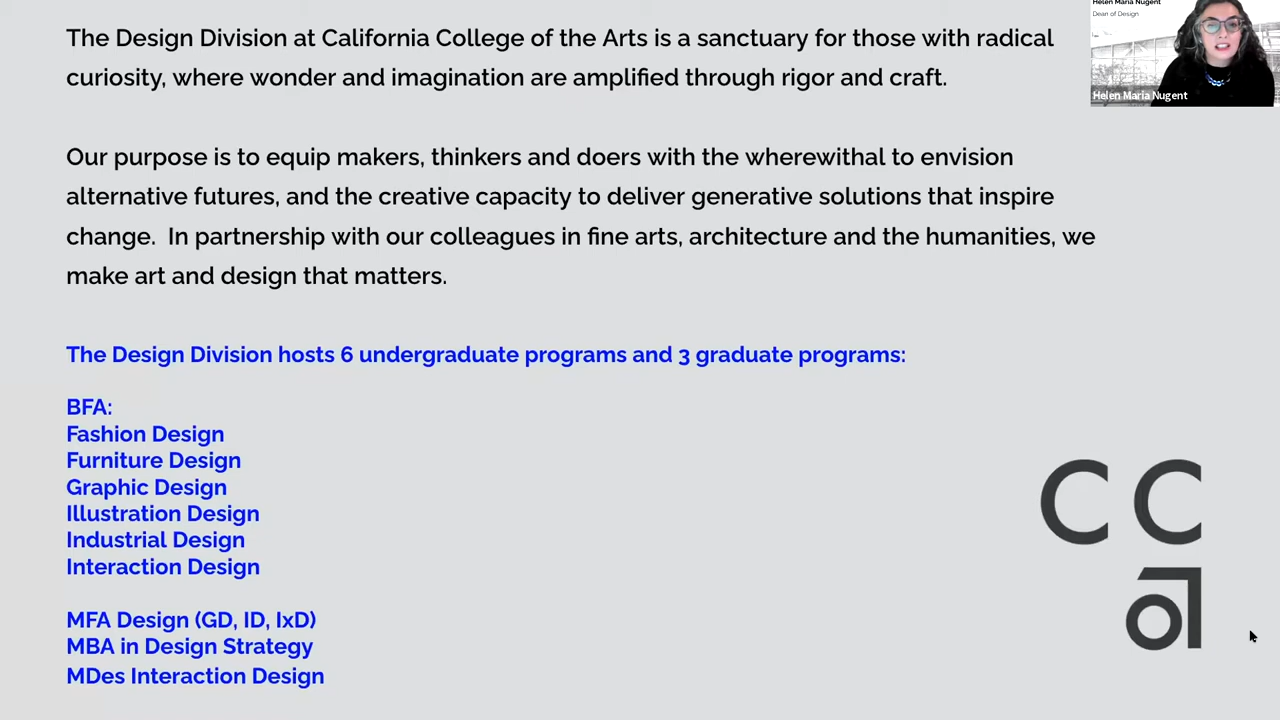 Helen Maria Nugent
Dean of Design
Helen Maria Nugent
The Design Division at California College of the Arts is a sanctuary for those with radical
curiosity, where wonder and imagination are amplified through rigor and craft.
Our purpose is to equip makers, thinkers and doers with the wherewithal to envision
alternative futures, and the creative capacity to deliver generative solutions that inspire
change.  In partnership with our colleagues in fine arts, architecture and the humanities, we
make art and design that matters.
The Design Division hosts 6 undergraduate programs and 3 graduate programs:
BFA:
Fashion Design
Furniture Design
Graphic Design
Illustration Design
Industrial Design
Interaction Design
MFA Design (GD, ID, IxD)
MBA in Design Strategy
MDes Interaction Design
cc
a